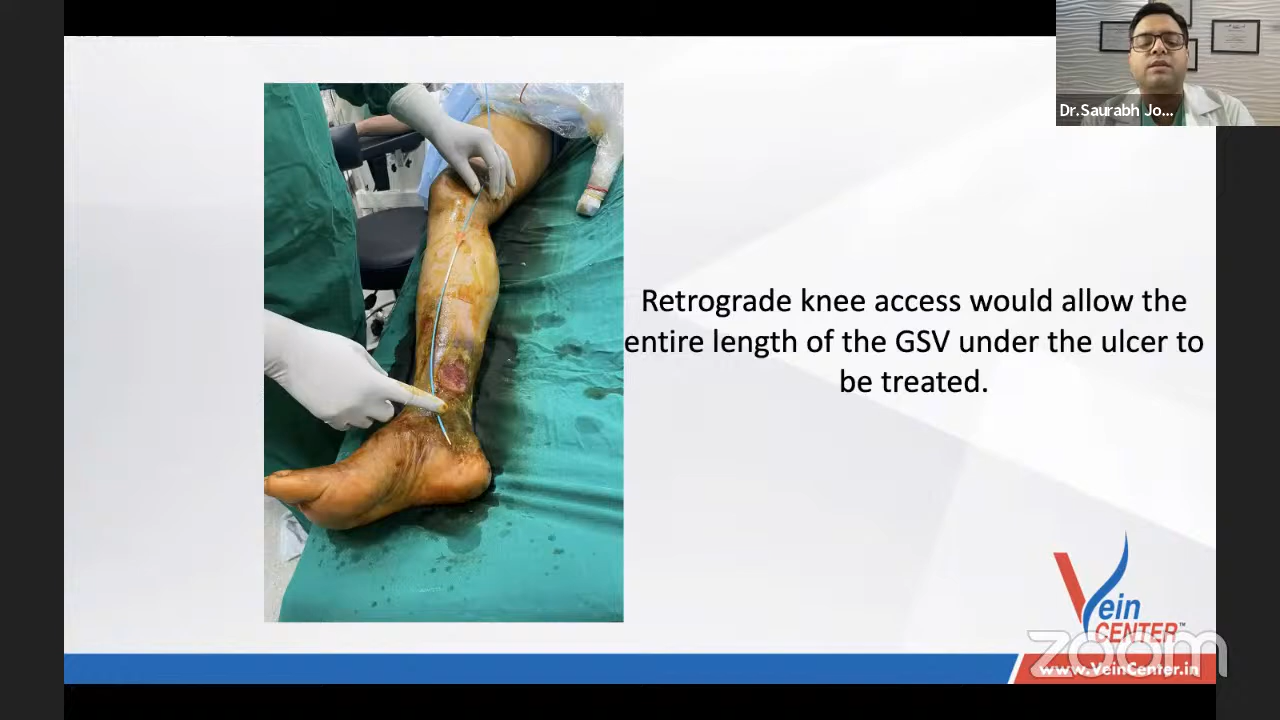 Dr.Saurabh Jo...
Retrograde knee access would allow the
entire length of the GSV under the ulcer to
be treated.
Vein
CENTER™
zoom
www.VeinCenter.in